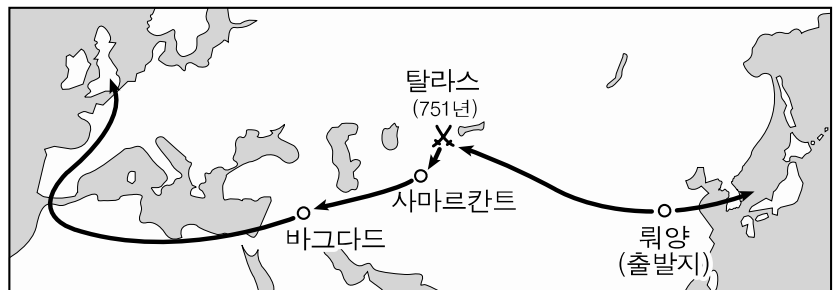 탈라스
(751년)
사마르칸트
바그다드
뤄양
(출발지)